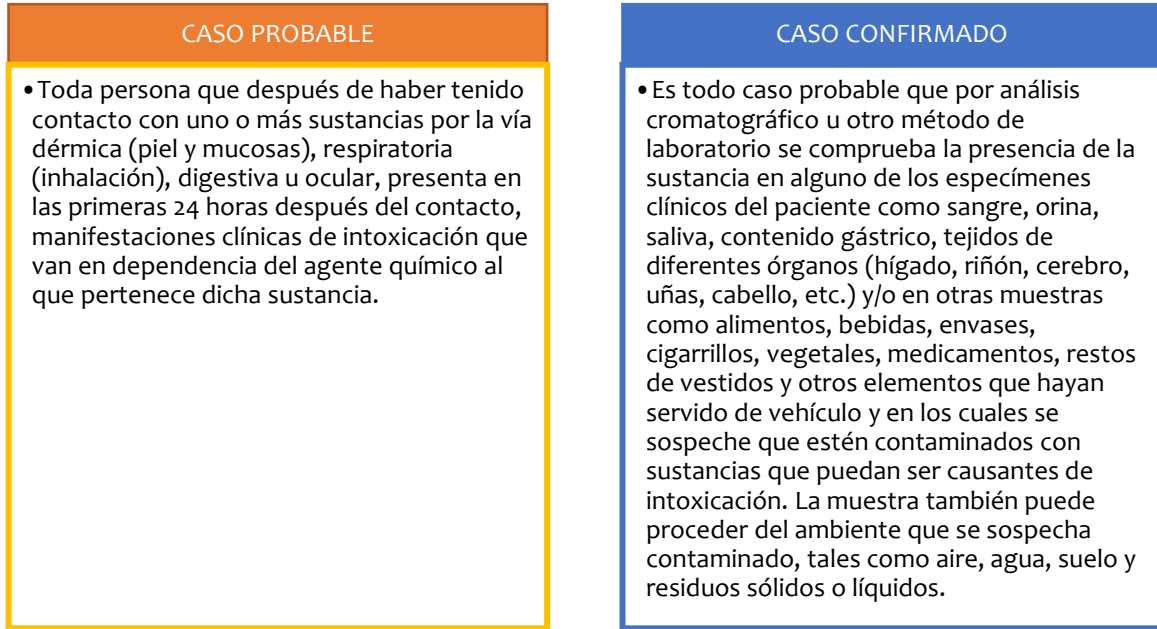 CASO PROBABLE
•Toda persona que después de haber tenido
contacto con uno o más sustancias por la vía
dérmica (piel y mucosas), respiratoria
(inhalación), digestiva u ocular, presenta en
las primeras 24 horas después del contacto,
manifestaciones clínicas de intoxicación que
van en dependencia del agente químico al
que pertenece dicha sustancia.
CASO CONFIRMADO
•Es todo caso probable que por análisis
cromatográfico u otro método de
laboratorio se comprueba la presencia de la
sustancia en alguno de los especímenes
clínicos del paciente como sangre, orina,
saliva, contenido gástrico, tejidos de
diferentes órganos (hígado, riñón, cerebro,
uñas, cabello, etc.) y/o en otras muestras
como alimentos, bebidas, envases,
cigarrillos, vegetales, medicamentos, restos
de vestidos y otros elementos que hayan
servido de vehículo y en los cuales se
sospeche que estén contaminados con
sustancias que puedan ser causantes de
intoxicación. La muestra también puede
proceder del ambiente que se sospecha
contaminado, tales como aire, agua, suelo y
residuos sólidos o líquidos.